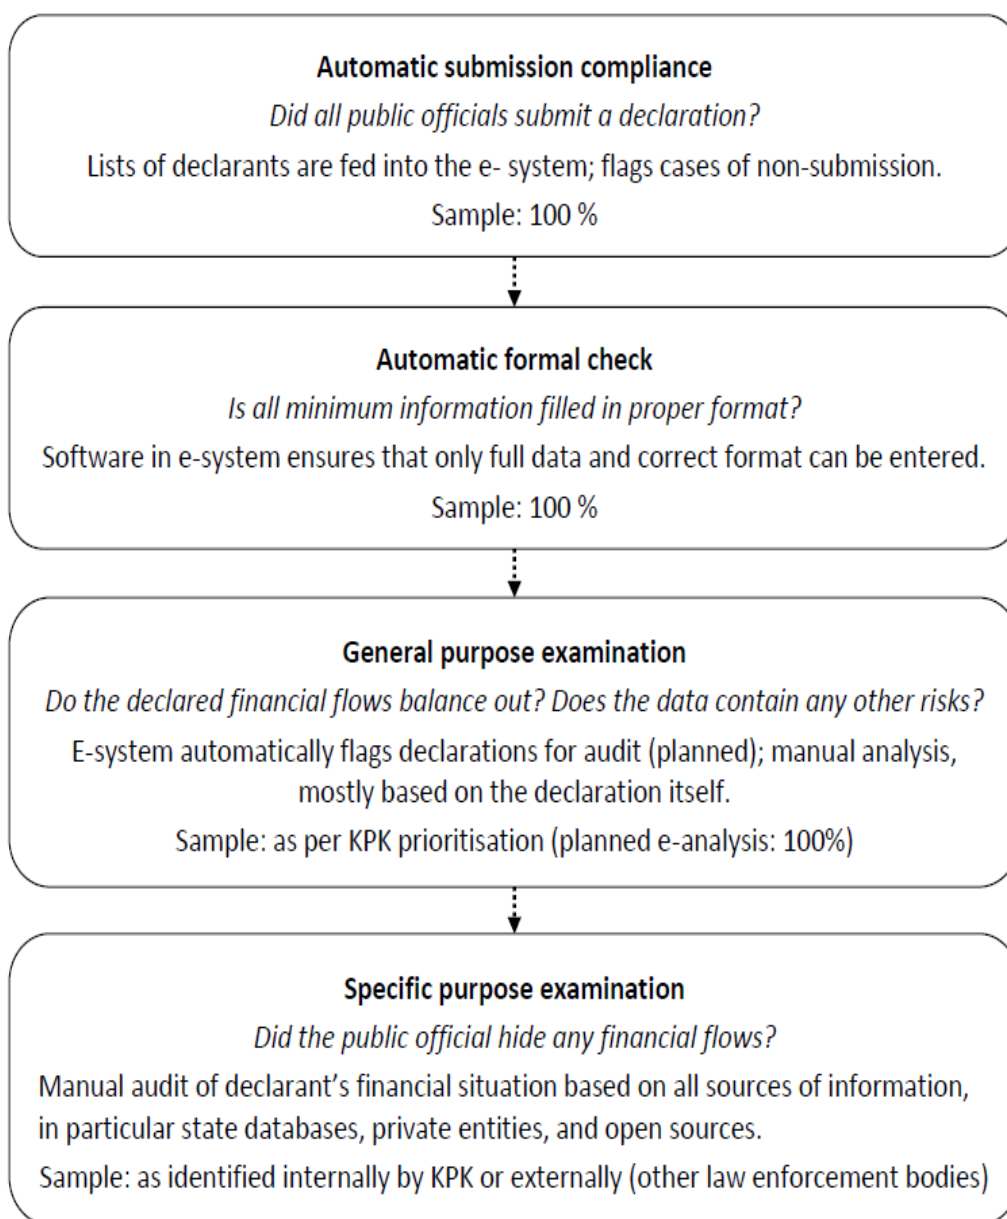 Automatic submission compliance
Did all public officials submit a declaration?
Lists of declarants are fed into the e- system; flags cases of non-submission.
Sample: 100 %
Automatic formal check
Is all minimum information filled in proper format?
Software in e-system ensures that only full data and correct format can be entered.
Sample: 100 %
General purpose examination
Do the declared financial flows balance out? Does the data contain any other risks?
E-system automatically flags declarations for audit (planned); manual analysis,
mostly based on the declaration itself.
Sample: as per KPK prioritisation (planned e-analysis: 100%)
Specific purpose examination
Did the public official hide any financial flows?
Manual audit of declarant’s financial situation based on all sources of information,
in particular state databases, private entities, and open sources.
Sample: as identified internally by KPK or externally (other law enforcement bodies)